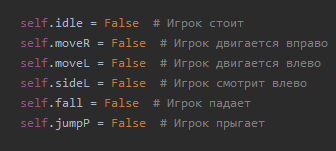 self.idle = False  # Игрок стоит
self.moveR = False  # Игрок двигается вправо
self.moveL = False  # Игрок двигается влево
self.sideL = False  # Игрок смотрит влево
self.fall = False  # Игрок падает
self.jumpP = False  # Игрок прыгает